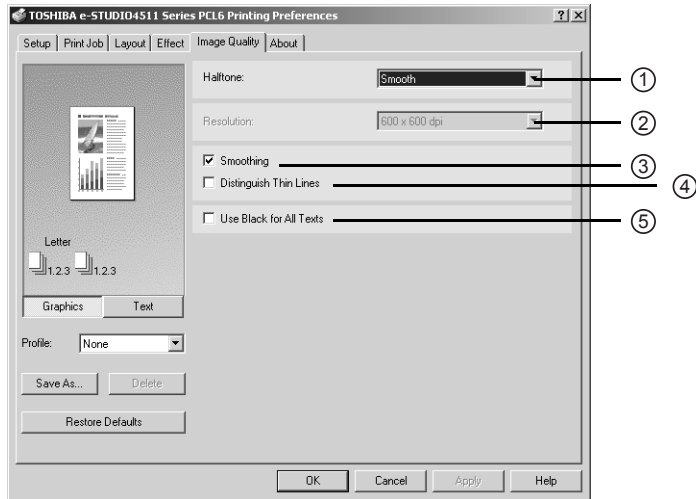 TOSHIBA e-STUDIO4511 Series PCL6 Printing Preferences
Setup Print Job Layout Effect Image Quality About
Halftone: Smooth ①
Resolution: 600 x 600 dpi ②
Smoothing ③
Distinguish Thin Lines ④
Use Black for All Texts ⑤
Letter
1.2.3 1.2.3
Graphics Text
Profile: None
Save As... Delete
Restore Defaults
OK Cancel Apply Help